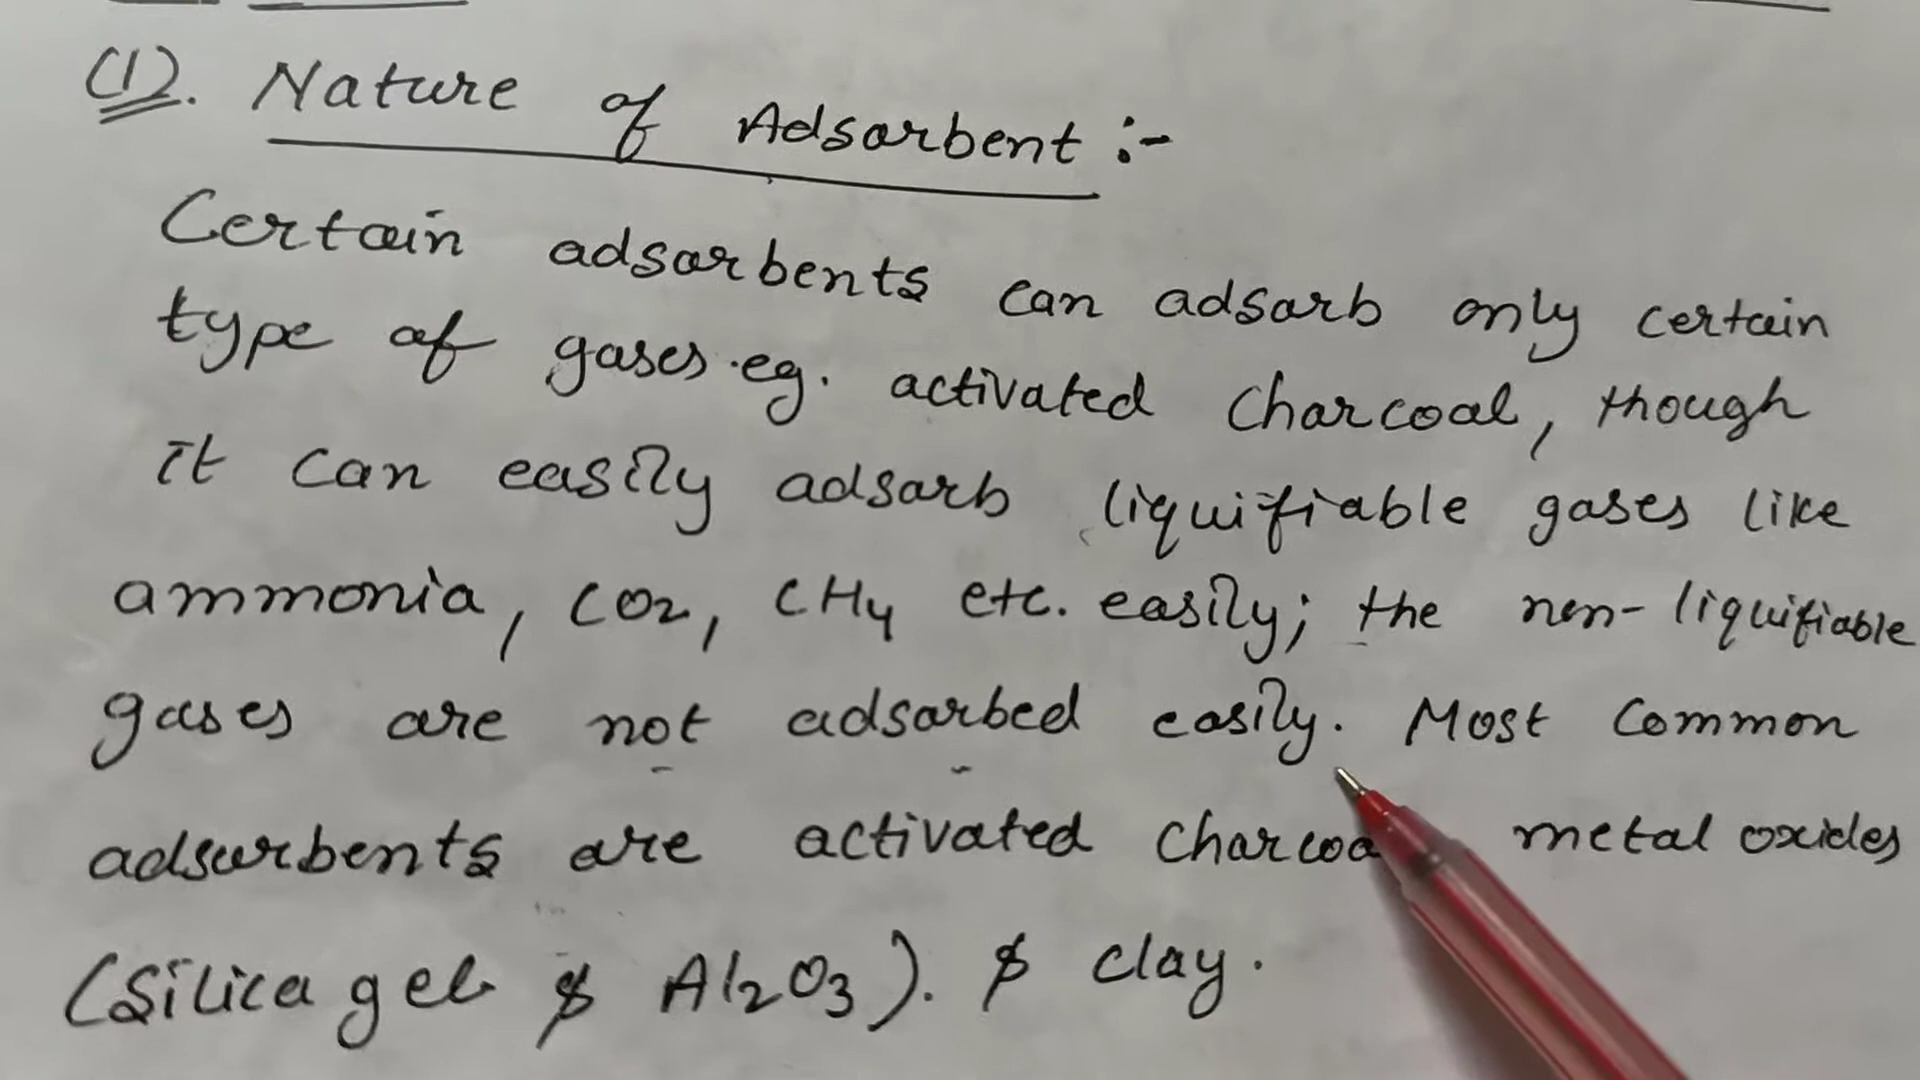 (1). Nature of Adsorbent :-
Certain adsorbents can adsorb only certain
type of gases. eg. activated charcoal, though
it can easily adsorb liquifiable gases like
ammonia, CO2, CH4 etc. easily; the non-liquifiable
gases are not adsorbed easily. Most common
adsorbents are activated charcoa metal oxides
(Silica gel & Al2O3). & clay.